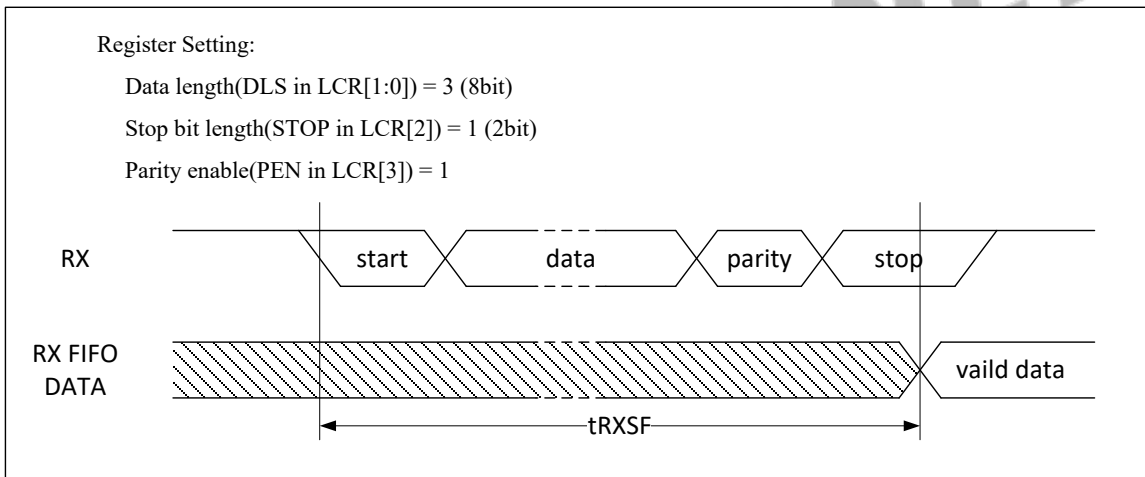 Register Setting:
Data length(DLS in LCR[1:0]) = 3 (8bit)
Stop bit length(STOP in LCR[2]) = 1 (2bit)
Parity enable(PEN in LCR[3]) = 1
RX start data parity stop
RX FIFO
DATA
vaild data
tRXSF